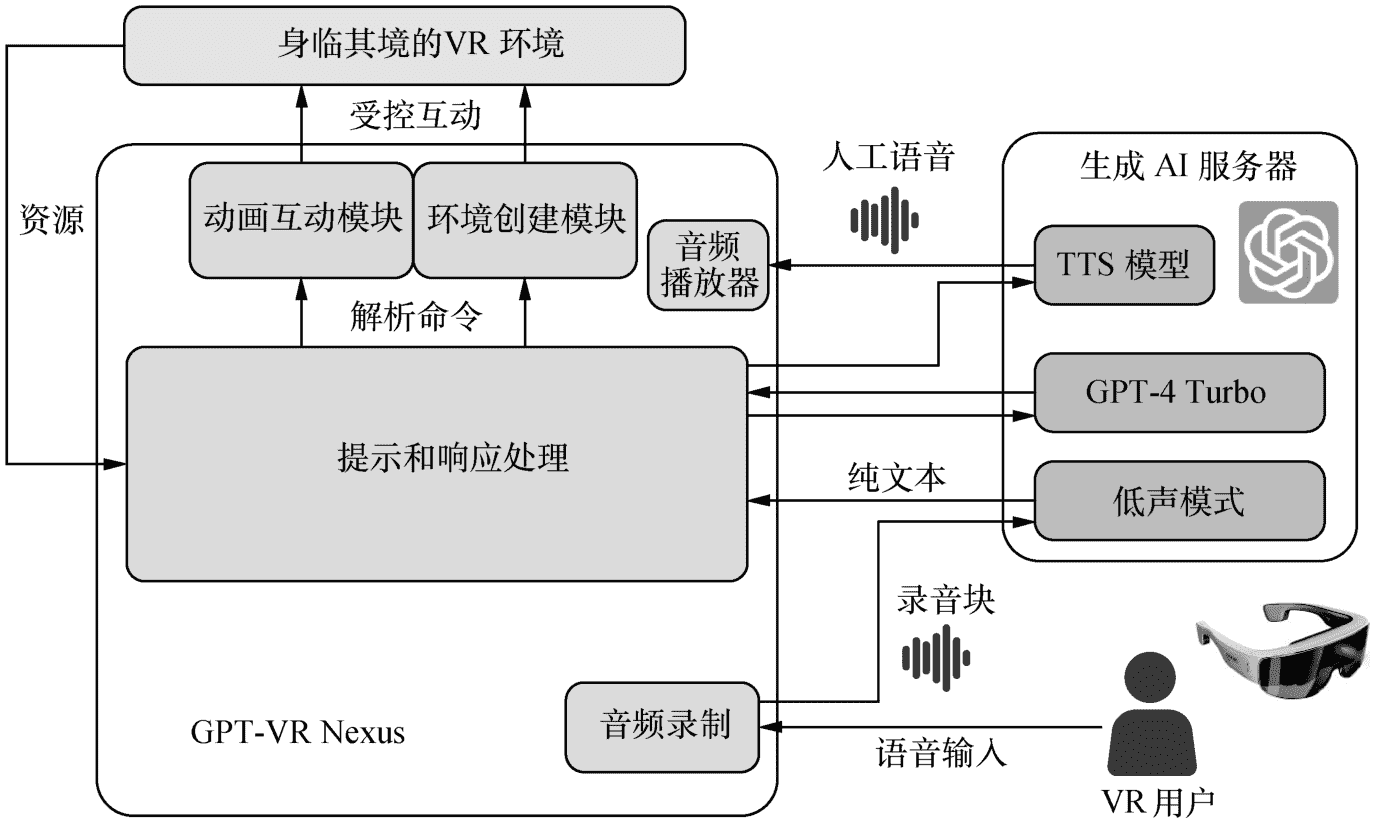 身临其境的VR 环境
受控互动
资源
动画互动模块
环境创建模块
音频
播放器
解析命令
提示和响应处理
GPT-VR Nexus
音频录制
人工语音
生成 AI 服务器
TTS 模型
GPT-4 Turbo
纯文本
低声模式
录音块
语音输入
VR 用户